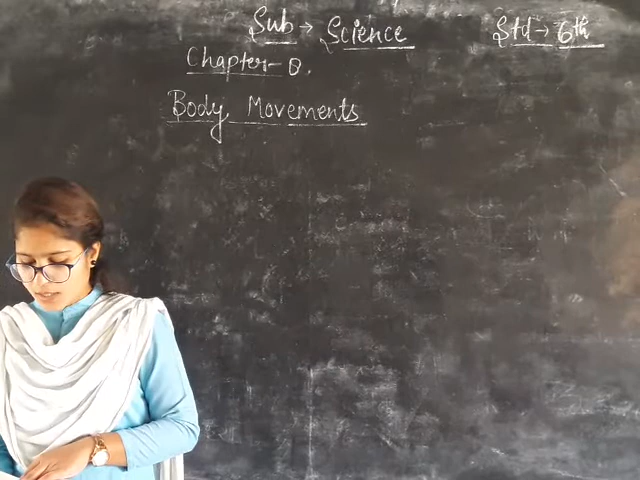 Sub → Science Std → 6th
Chapter - 8.
Body Movements